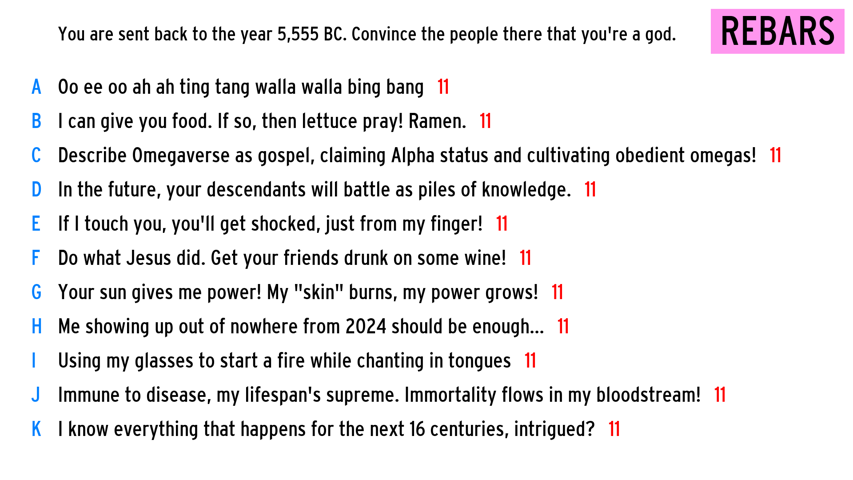 You are sent back to the year 5,555 BC. Convince the people there that you're a god.
REBARS
A Oo ee oo ah ah ting tang walla walla bing bang 11
B I can give you food. If so, then lettuce pray! Ramen. 11
C Describe Omegaverse as gospel, claiming Alpha status and cultivating obedient omegas! 11
D In the future, your descendants will battle as piles of knowledge. 11
E If I touch you, you'll get shocked, just from my finger! 11
F Do what Jesus did. Get your friends drunk on some wine! 11
G Your sun gives me power! My "skin" burns, my power grows! 11
H Me showing up out of nowhere from 2024 should be enough... 11
I Using my glasses to start a fire while chanting in tongues 11
J Immune to disease, my lifespan's supreme. Immortality flows in my bloodstream! 11
K I know everything that happens for the next 16 centuries, intrigued? 11